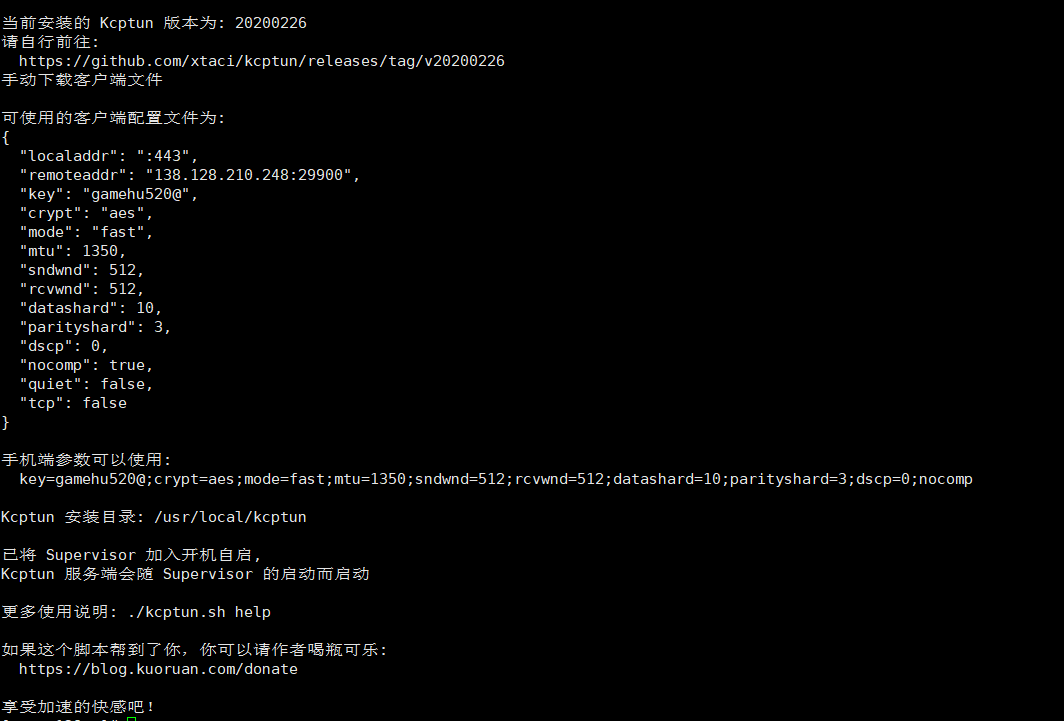 当前安装的 Kcptun 版本为: 20200226
请自行前往:
  https://github.com/xtaci/kcptun/releases/tag/v20200226
手动下载客户端文件
可使用的客户端配置文件为:
{
  "localaddr": ":443",
  "remoteaddr": "138.128.210.248:29900",
  "key": "gamehu520@",
  "crypt": "aes",
  "mode": "fast",
  "mtu": 1350,
  "sndwnd": 512,
  "rcvwnd": 512,
  "datashard": 10,
  "parityshard": 3,
  "dscp": 0,
  "nocomp": true,
  "quiet": false,
  "tcp": false
}
手机端参数可以使用:
  key=gamehu520@;crypt=aes;mode=fast;mtu=1350;sndwnd=512;rcvwnd=512;datashard=10;parityshard=3;dscp=0;nocomp
Kcptun 安装目录: /usr/local/kcptun
已将 Supervisor 加入开机自启,
Kcptun 服务端会随 Supervisor 的启动而启动
更多使用说明: ./kcptun.sh help
如果这个脚本帮到了你，你可以请作者喝瓶可乐:
  https://blog.kuoruan.com/donate
享受加速的快感吧！